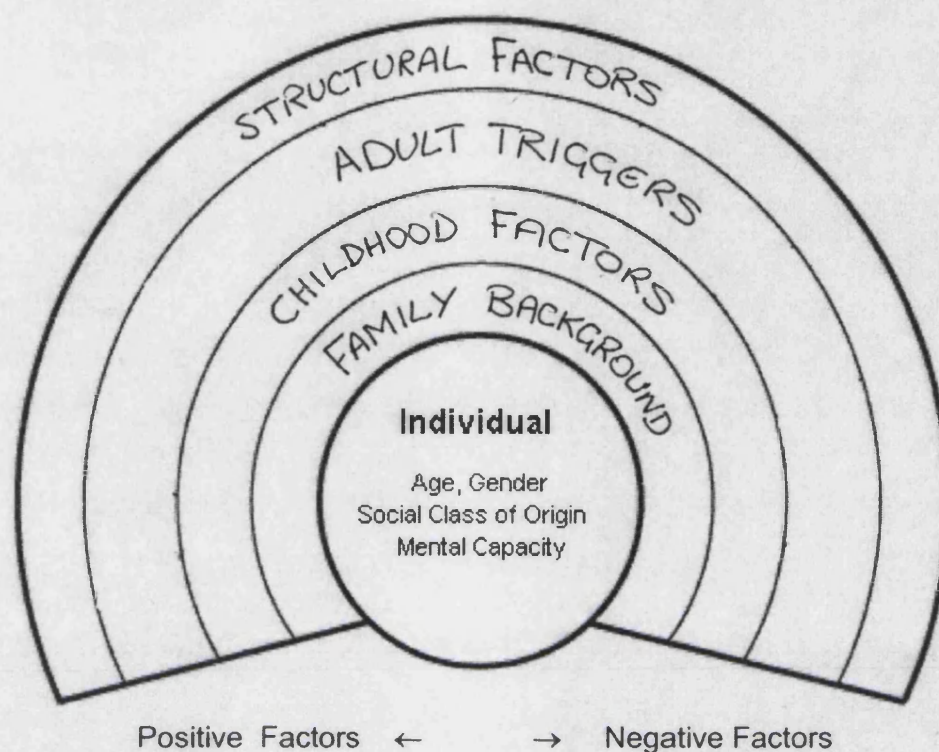 STRUCTURAL FACTORS
ADULT TRIGGERS
CHILDHOOD FACTORS
FAMILY BACKGROUND
Individual
Age, Gender
Social Class of Origin
Mental Capacity
Positive Factors ← → Negative Factors